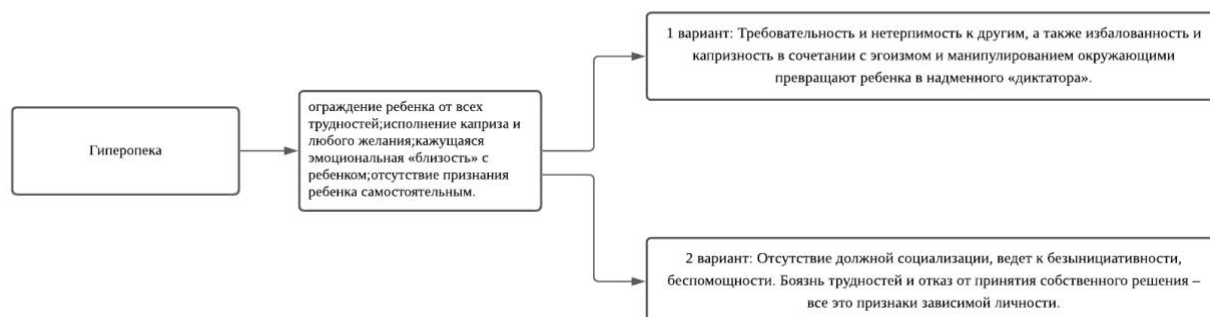 Гиперопека
ограждение ребенка от всех
трудностей;исполнение каприза и
любого желания;кажущаяся
эмоциональная «близость» с
ребенком;отсутствие признания
ребенка самостоятельным.
1 вариант: Требовательность и нетерпимость к другим, а также избалованность и
капризность в сочетании с эгоизмом и манипулированием окружающими
превращают ребенка в надменного «диктатора».
2 вариант: Отсутствие должной социализации, ведет к безынициативности,
беспомощности. Боязнь трудностей и отказ от принятия собственного решения –
все это признаки зависимой личности.